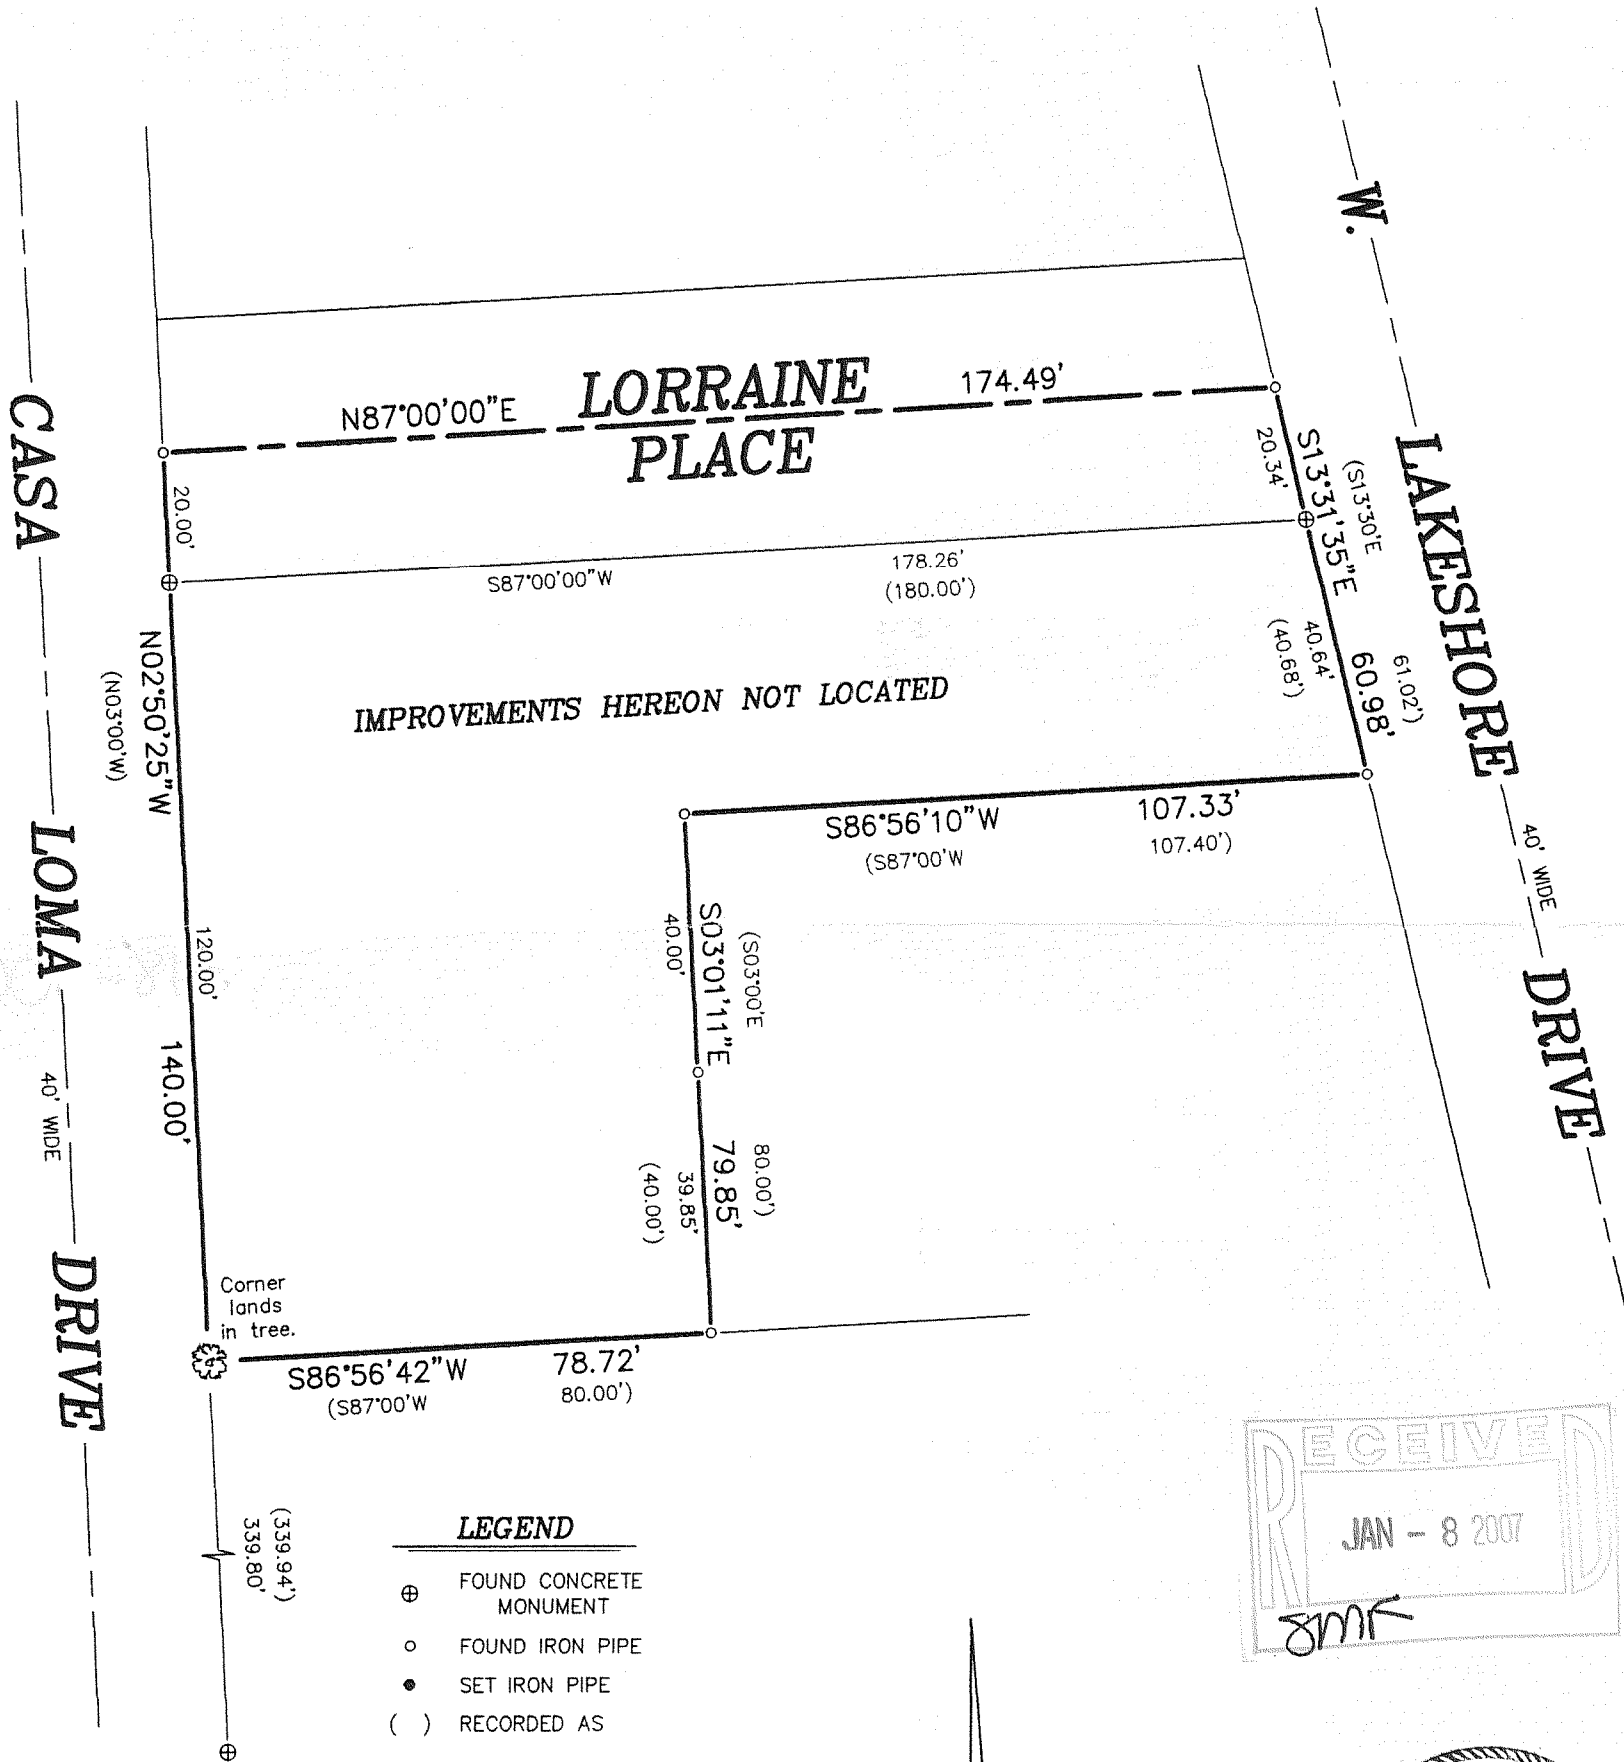 W.
LAKESHORE
40' WIDE
DRIVE
CASA
LOMA
40' WIDE
DRIVE
N87°00'00"E
LORRAINE
PLACE
174.49'
20.00'
20.34'
S13°31'35"E
(S13°30'E
S87°00'00"W
178.26'
(180.00')
40.64'
(40.68')
60.98'
61.02')
N02°50'25"W
(N03°00'W)
IMPROVEMENTS HEREON NOT LOCATED
S86°56'10"W
107.33'
(S87°00'W
107.40')
120.00'
140.00'
S03°01'11"E
40.00'
(S03°00'E
79.85'
80.00')
39.85'
(40.00')
Corner
lands
in tree.
S86°56'42"W
78.72'
(S87°00'W
80.00')
(339.94')
339.80'
LEGEND
FOUND CONCRETE
MONUMENT
FOUND IRON PIPE
SET IRON PIPE
( ) RECORDED AS
RECEIVED
JAN - 8 2007